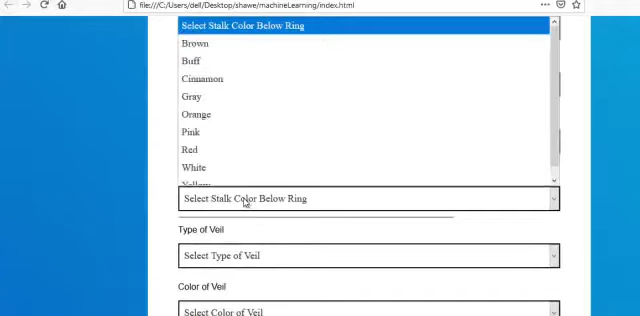 file:///C:/Users/dell/Desktop/shawe/machineLearning/index.html
Select Stalk Color Below Ring
Brown
Buff
Cinnamon
Gray
Orange
Pink
Red
White
Yellow
Select Stalk Color Below Ring
Type of Veil
Select Type of Veil
Color of Veil
Select Color of Veil